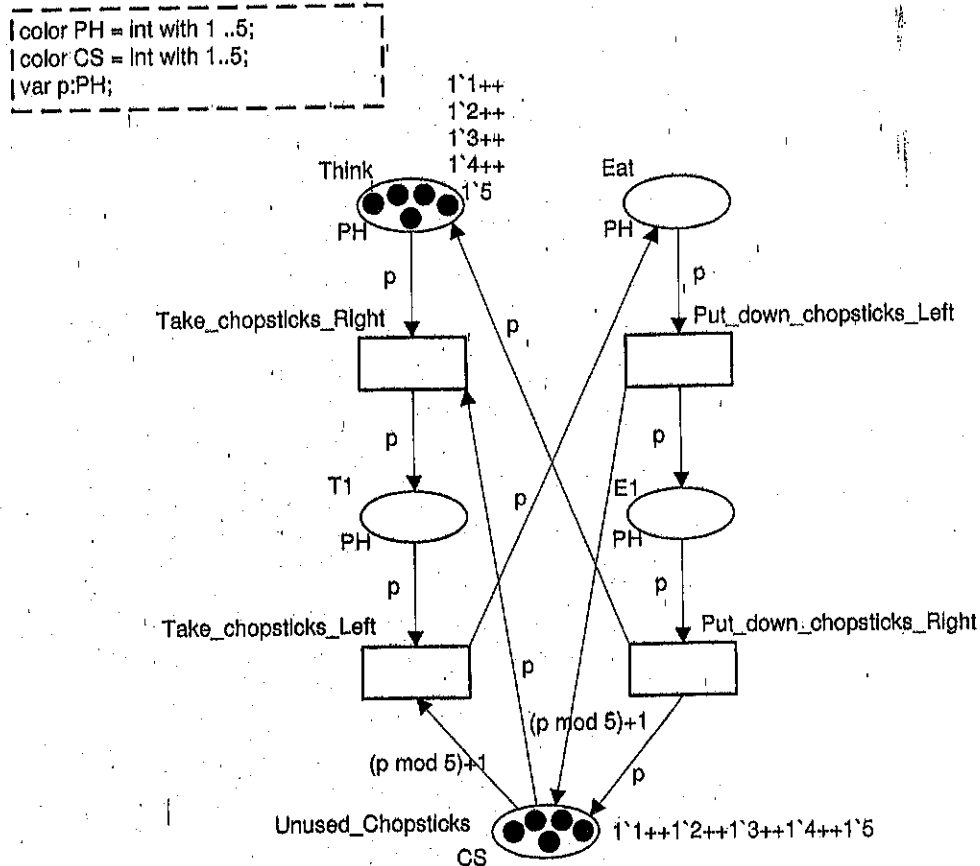 color PH = int with 1 ..5;
color CS = Int with 1..5;
var p:PH;
1`1++
1`2++
1`3++
1`4++
1`5
Think
PH
Eat
PH
p
p
Take_chopsticks_Right
p
Put_down_chopsticks_Left
p
p
T1
PH
p
E1
PH
p
p
Take_chopsticks_Left
Put_down_chopsticks_Right
p
(p mod 5)+1
(p mod 5)+1
p
Unused_Chopsticks
CS
1`1++1`2++1`3++1`4++1`5